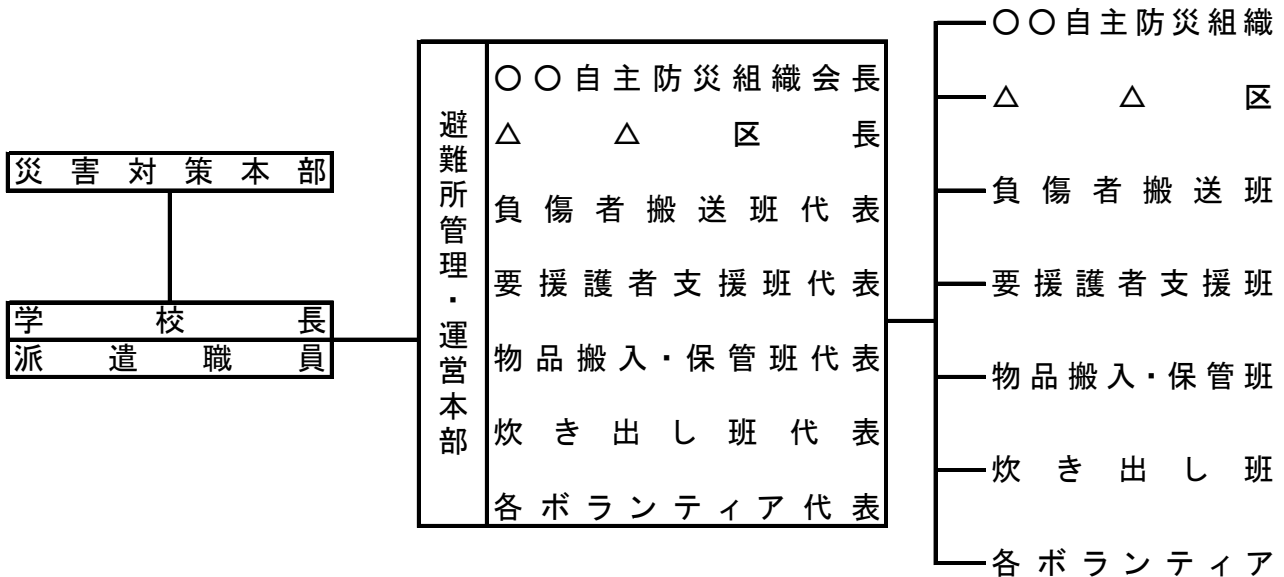 災害対策本部
学校長
派遣職員
避難所管理・運営本部
〇〇自主防災組織会長
△△区長
負傷者搬送班代表
要援護者支援班代表
物品搬入・保管班代表
炊き出し班代表
各ボランティア代表
〇〇自主防災組織
△△区
負傷者搬送班
要援護者支援班
物品搬入・保管班
炊き出し班
各ボランティア